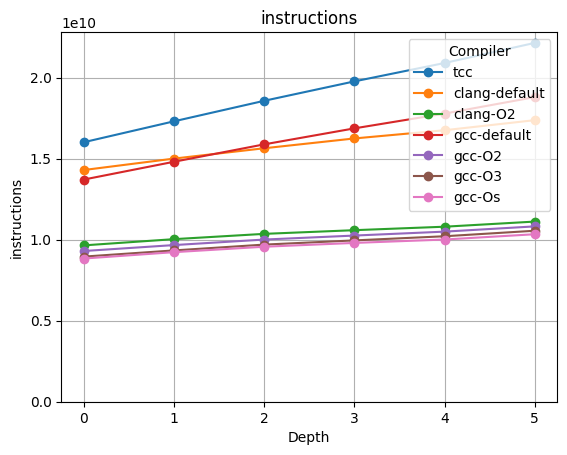 instructions
1e10
Compiler
tcc
clang-default
clang-O2
gcc-default
gcc-O2
gcc-O3
gcc-Os
2.0
1.5
1.0
0.5
0.0
instructions
0 1 2 3 4 5
Depth